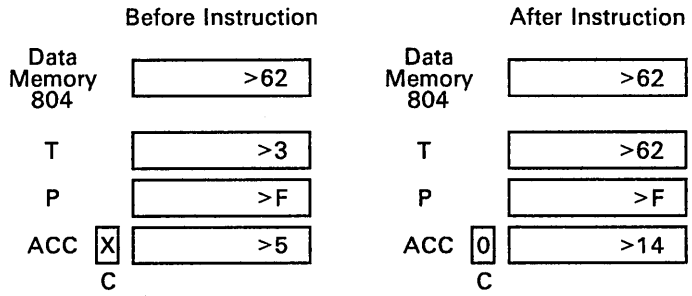 Before Instruction After Instruction
Data Memory 804 >62 Data Memory 804 >62
T >3 T >62
P >F P >F
ACC X >5 ACC 0 >14
C C